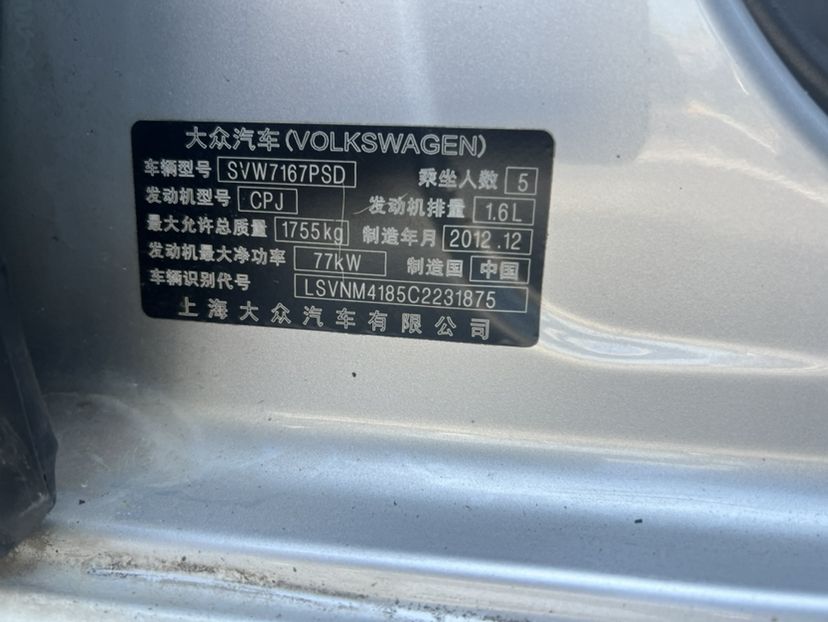 大众汽车(VOLKSWAGEN)
车辆型号 SVW7167PSD 乘坐人数 5
发动机型号 CPJ 发动机排量 1.6L
最大允许总质量 1755kg 制造年月 2012.12
发动机最大净功率 77kW 制造国 中国
车辆识别代号 LSVNM4185C2231875
上海大众汽车有限公司